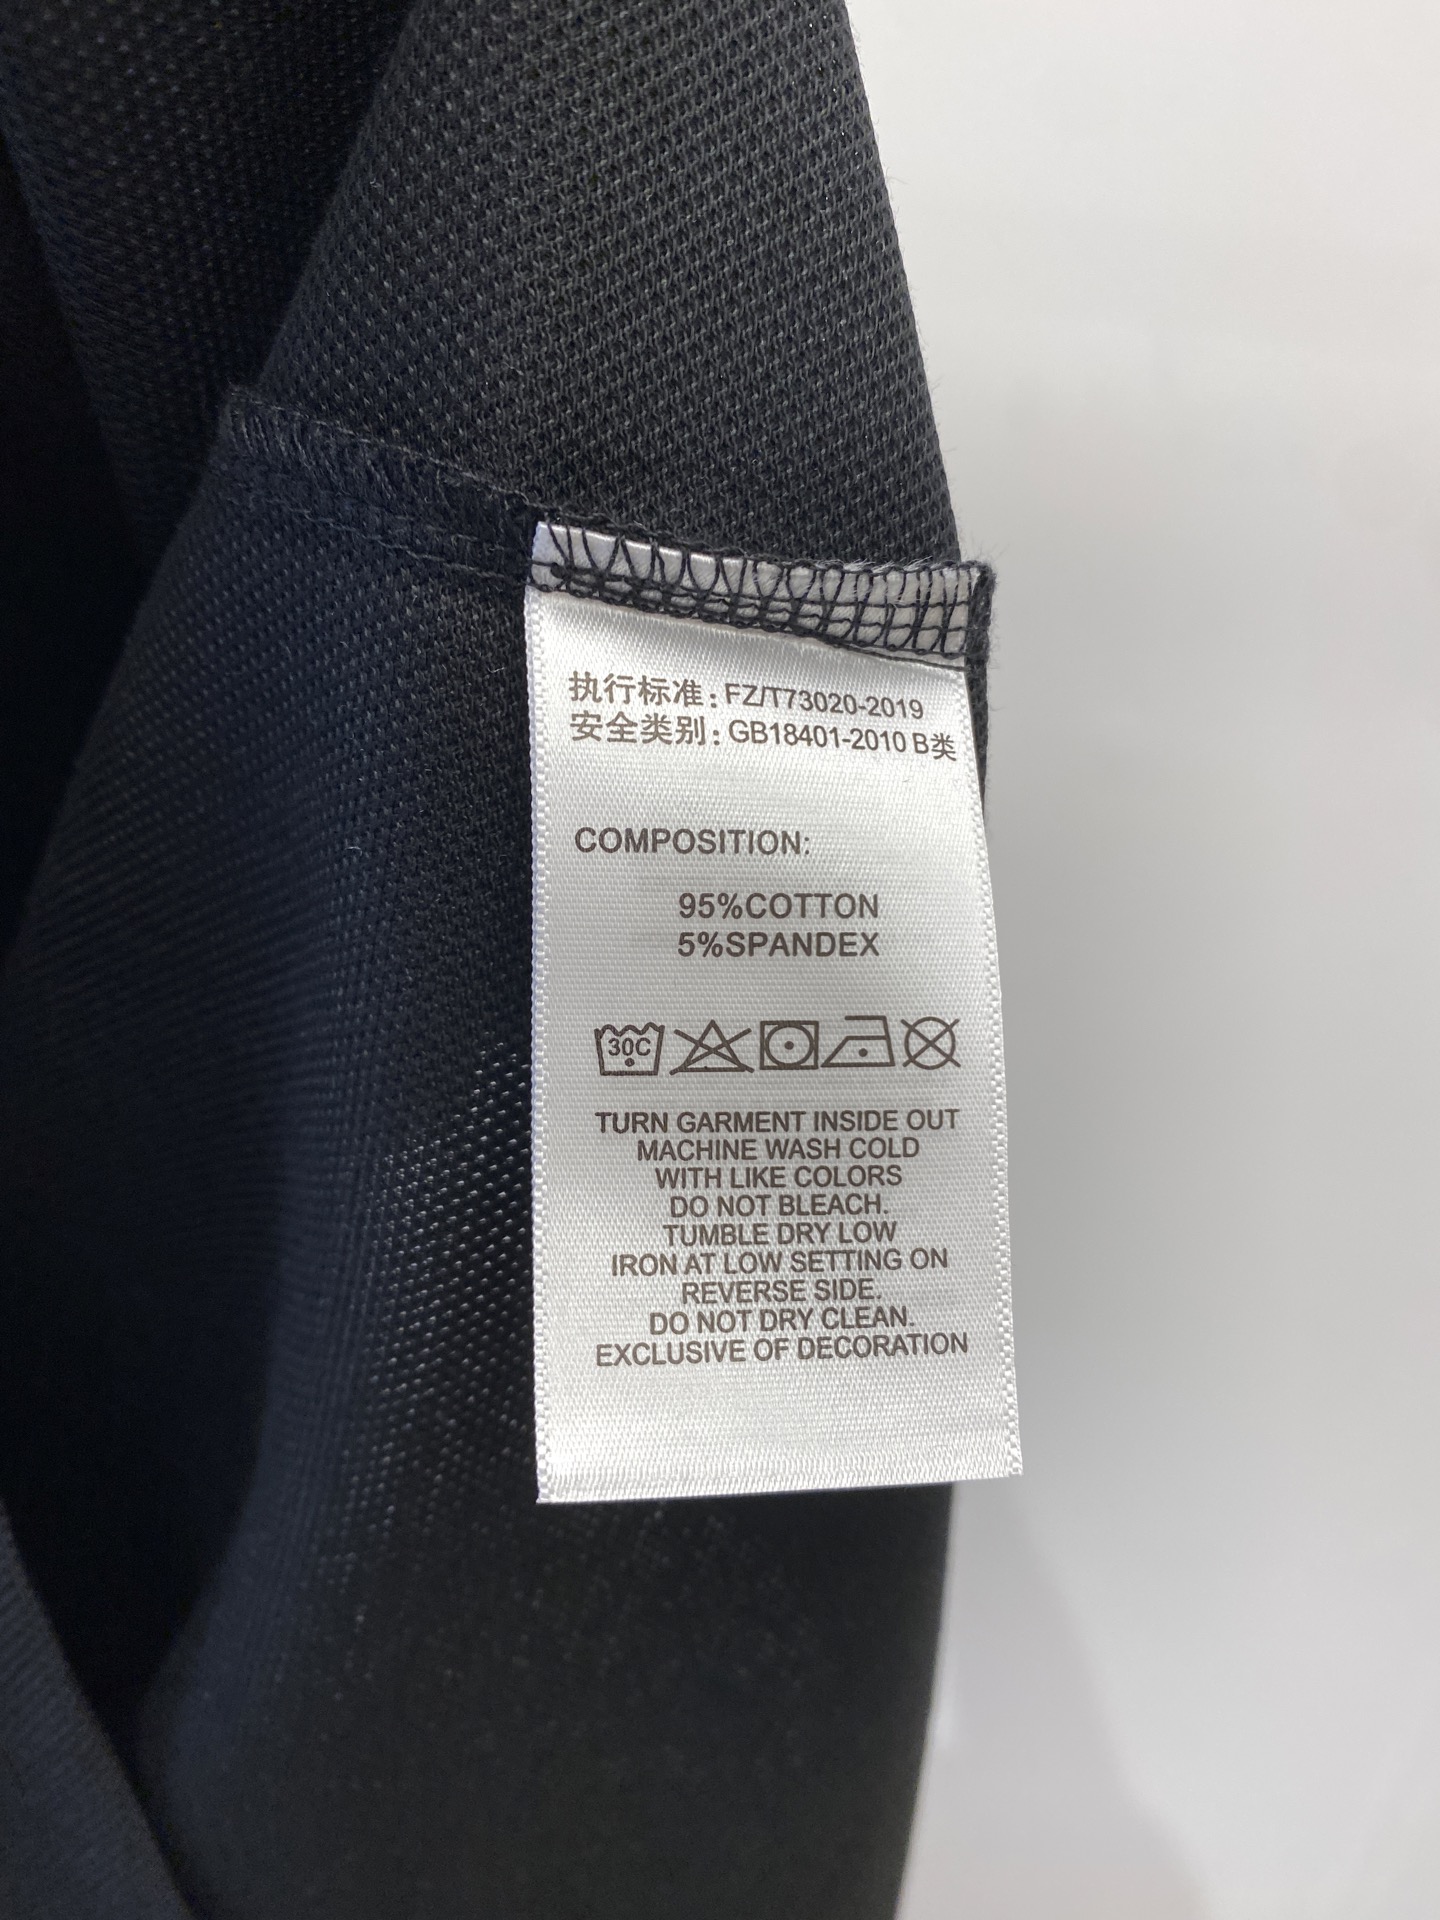 执行标准：FZ/T73020-2019
安全类别：GB18401-2010 B类
COMPOSITION:
95%COTTON
5%SPANDEX
30C
TURN GARMENT INSIDE OUT
MACHINE WASH COLD
WITH LIKE COLORS
DO NOT BLEACH.
TUMBLE DRY LOW
IRON AT LOW SETTING ON
REVERSE SIDE.
DO NOT DRY CLEAN.
EXCLUSIVE OF DECORATION